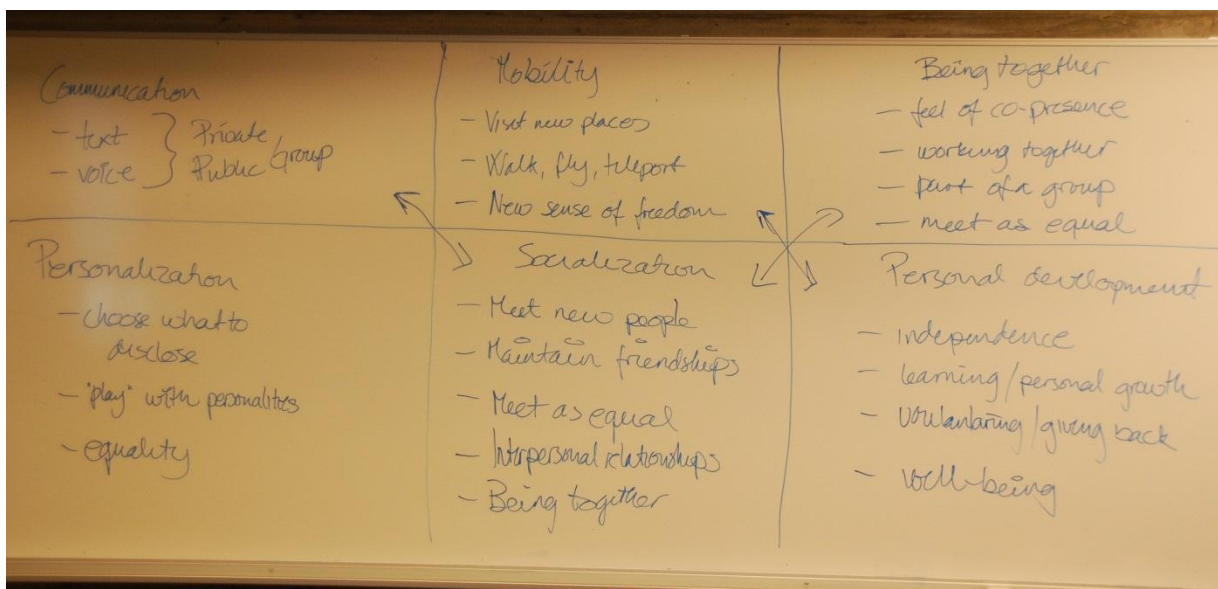 Communication
- text } Private / Group
- voice } Public
Mobility
- Visit new places
- Walk, fly, teleport
- New sense of freedom
Being together
- feel of co-presence
- working together
- part of a group
- meet as equal
Personalization
- choose what to
disclose
- "play" with personalities
- equality
Socialization
- Meet new people
- Maintain friendships
- Meet as equal
- Interpersonal relationships
- Being together
Personal development
- independence
- learning / personal growth
- / giving back
- well-being